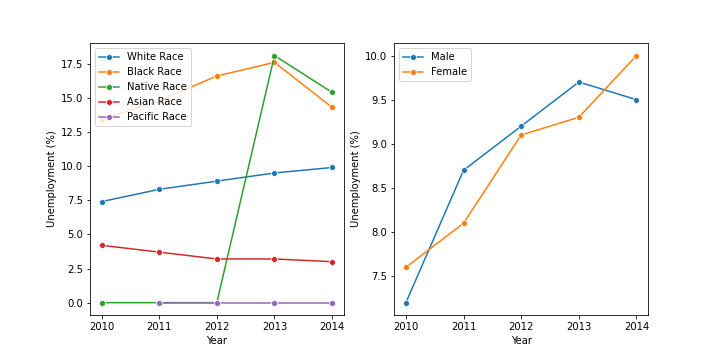 White Race
Black Race
Native Race
Asian Race
Pacific Race
17.5
15.0
12.5
10.0
7.5
5.0
2.5
0.0
Unemployment (%)
2010 2011 2012 2013 2014
Year
Male
Female
10.0
9.5
9.0
8.5
8.0
7.5
Unemployment (%)
2010 2011 2012 2013 2014
Year